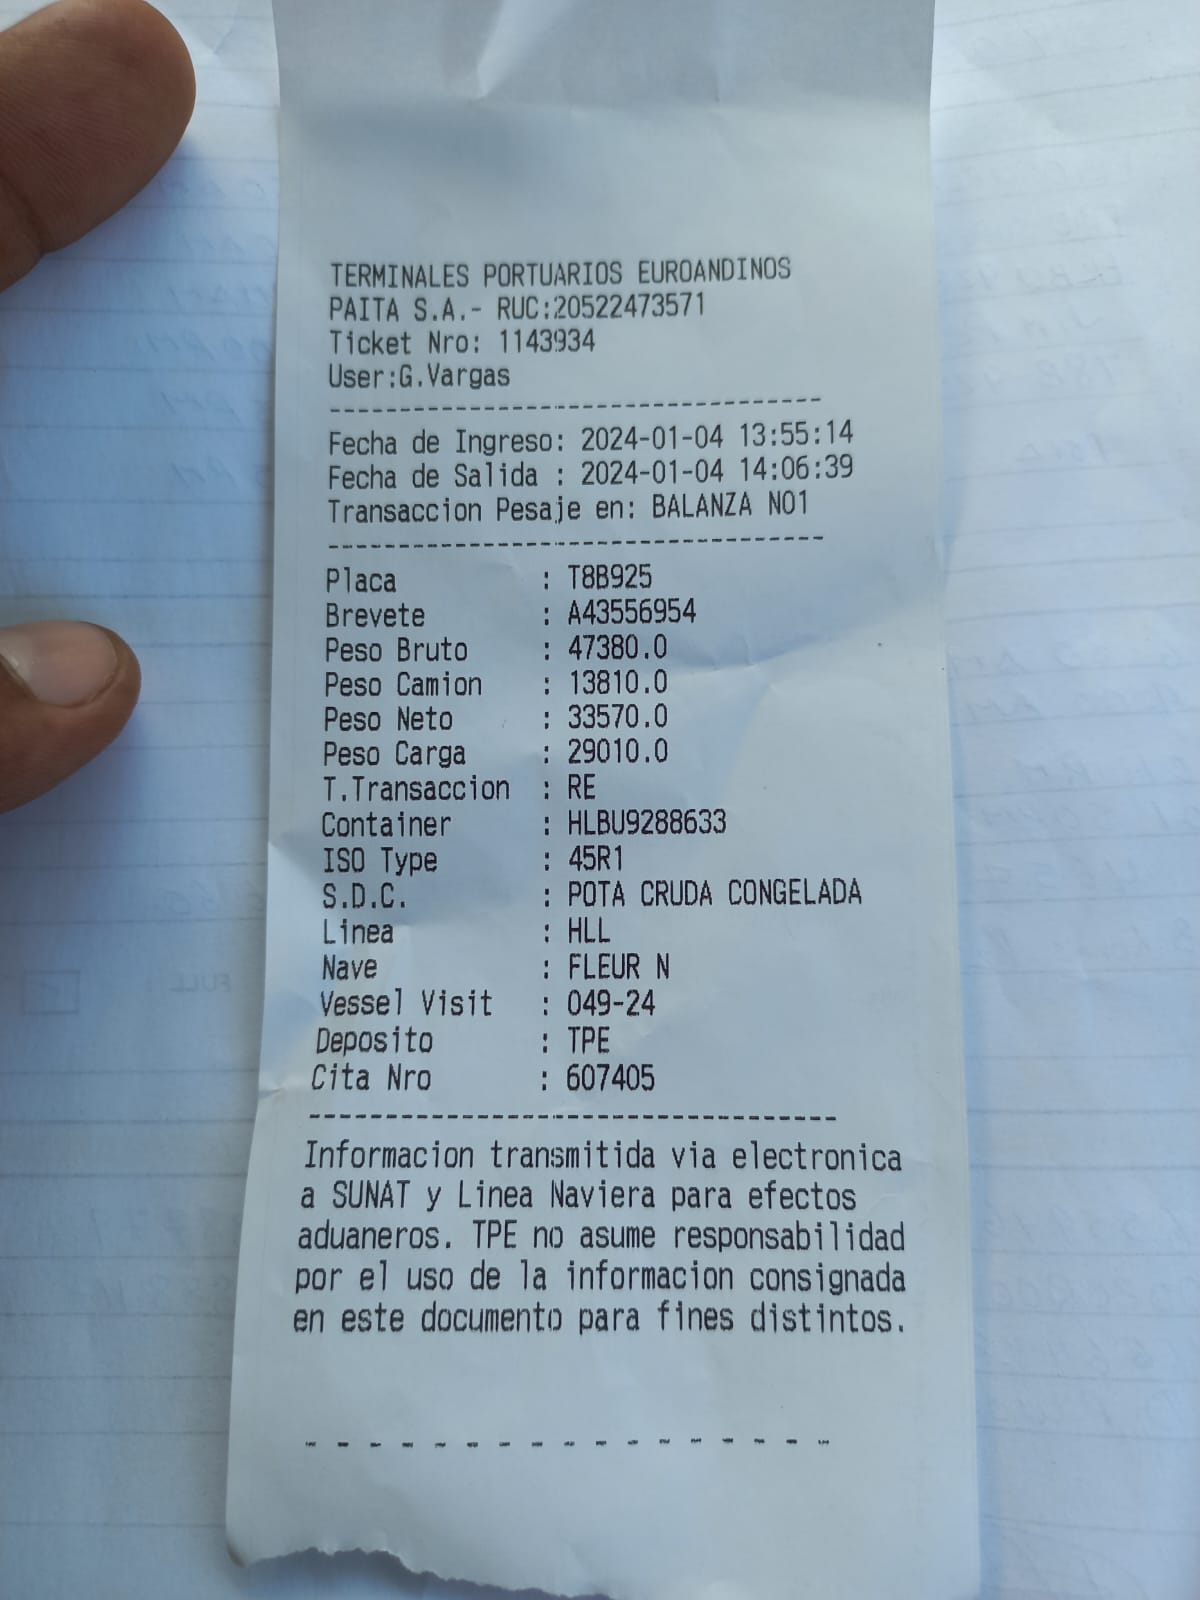 TERMINALES PORTUARIOS EUROANDINOS
PAITA S.A.- RUC:20522473571
Ticket Nro: 1143934
User:G.Vargas
Fecha de Ingreso: 2024-01-04 13:55:14
Fecha de Salida : 2024-01-04 14:06:39
Transaccion Pesaje en: BALANZA NO1
Placa : T8B925
Brevete : A43556954
Peso Bruto : 47380.0
Peso Camion : 13810.0
Peso Neto : 33570.0
Peso Carga : 29010.0
T.Transaccion : RE
Container : HLBU9288633
ISO Type : 45R1
S.D.C. : POTA CRUDA CONGELADA
Linea : HLL
Nave : FLEUR N
Vessel Visit : 049-24
Deposito : TPE
Cita Nro : 607405
Informacion transmitida via electronica
a SUNAT y Linea Naviera para efectos
aduaneros. TPE no asume responsabilidad
por el uso de la informacion consignada
en este documento para fines distintos.